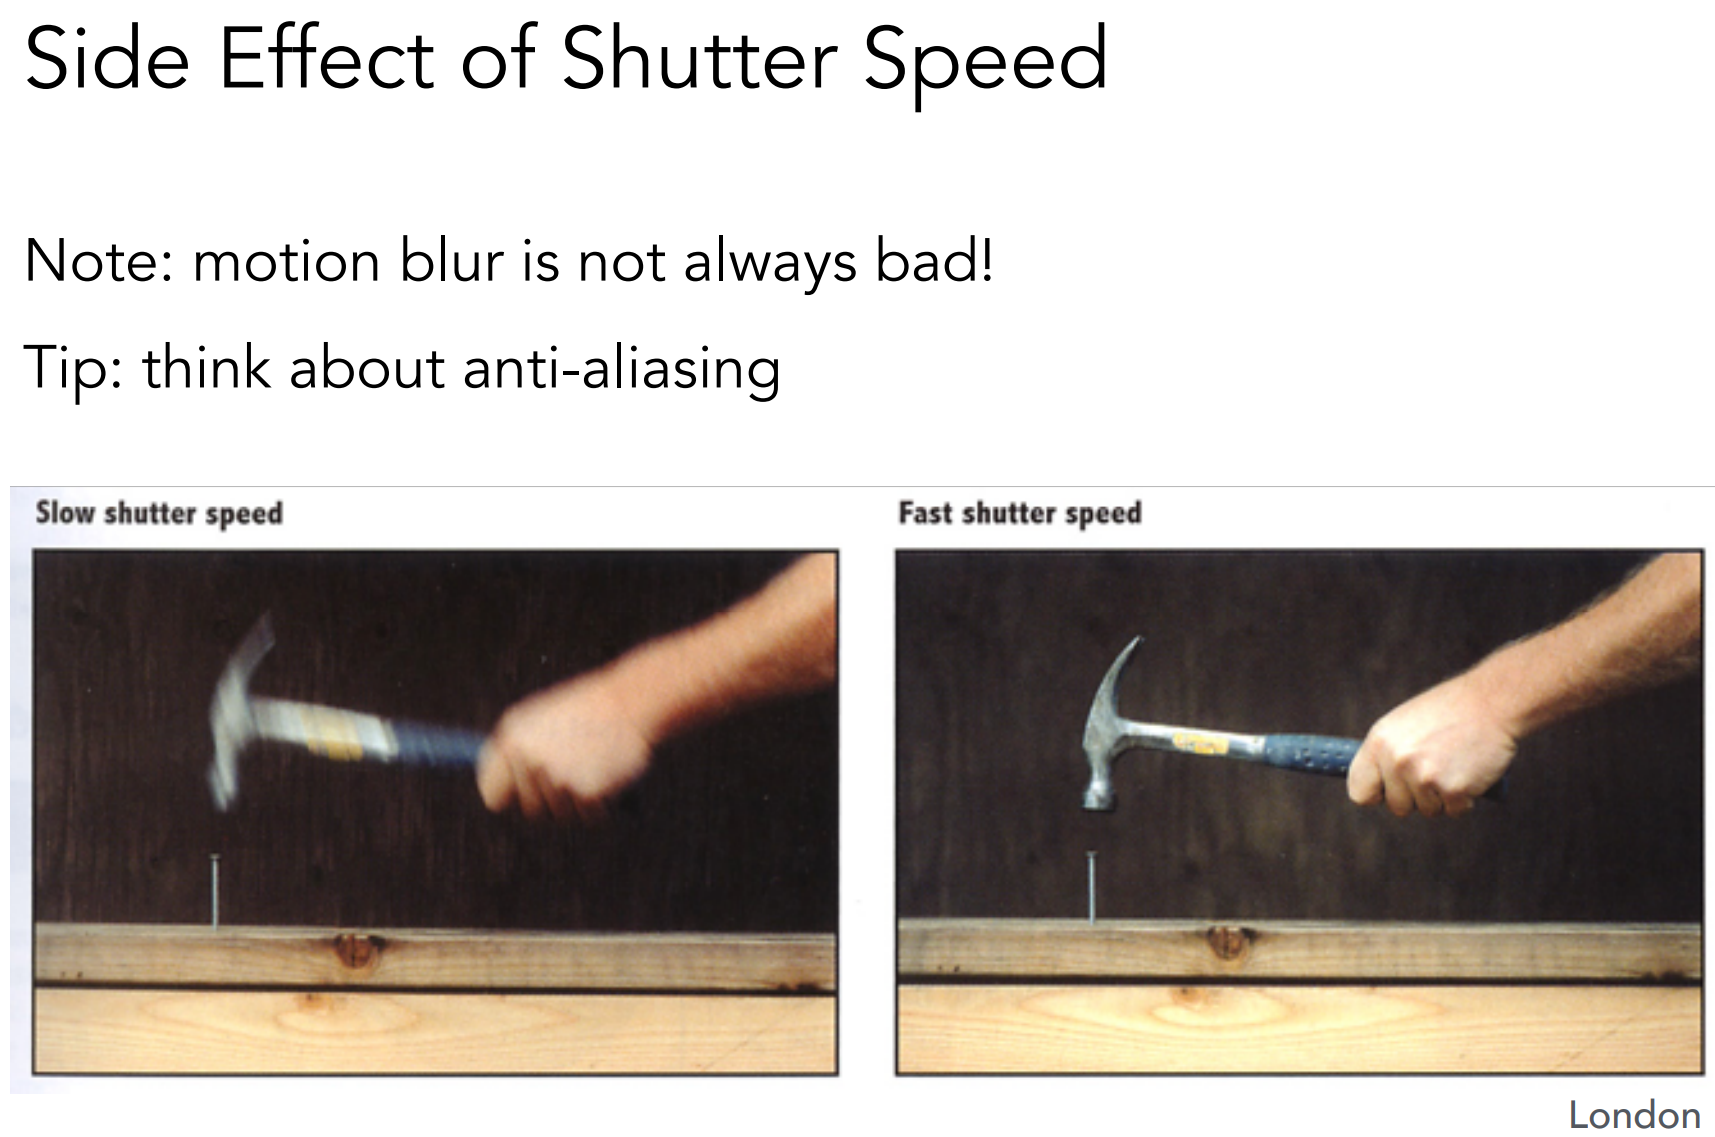 Side Effect of Shutter Speed
Note: motion blur is not always bad!
Tip: think about anti-aliasing
Slow shutter speed
Fast shutter speed
London